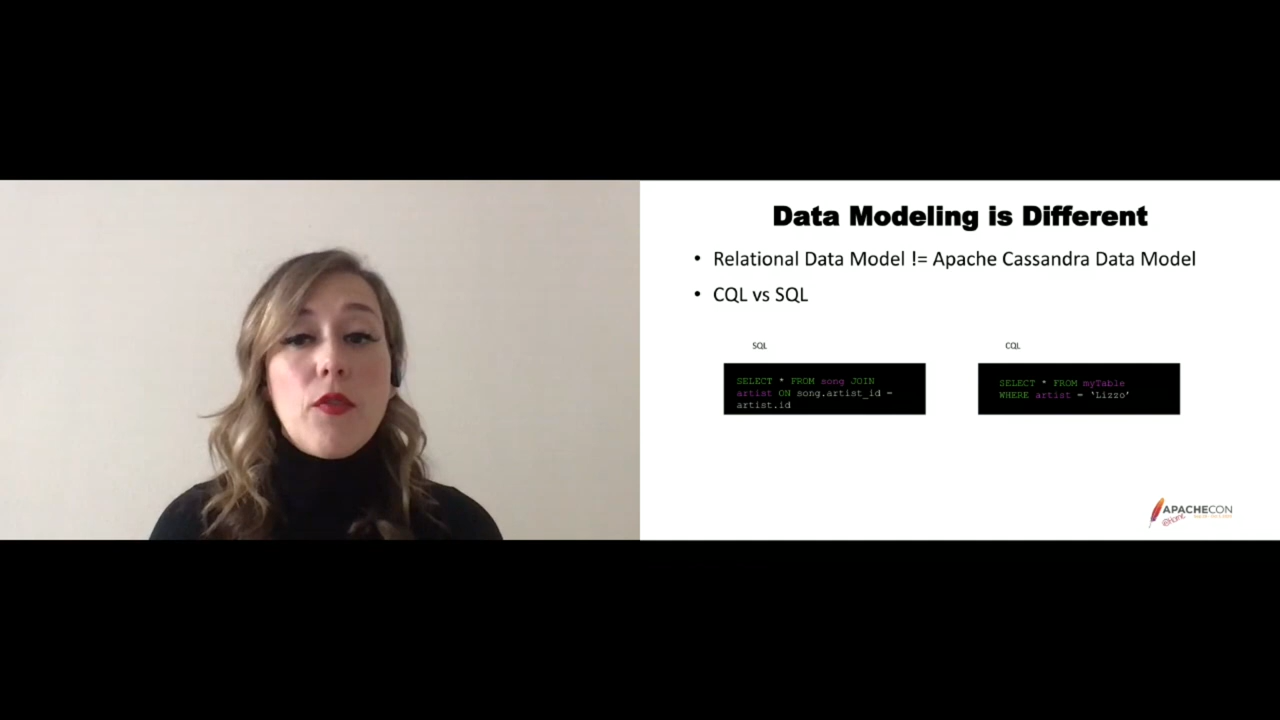 Data Modeling is Different
• Relational Data Model != Apache Cassandra Data Model
• CQL vs SQL
SQL
SELECT * FROM song JOIN
artist ON song.artist_id =
artist.id
CQL
SELECT * FROM myTable
WHERE artist = ‘Lizzo’
APACHECON
@Home